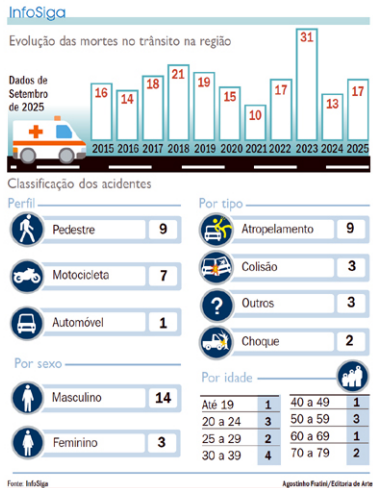 InfoSiga
Evolução das mortes no trânsito na região
Dados de
Setembro
de 2025
16 14 18 21 19 15 10 17 31 13 17
2015 2016 2017 2018 2019 2020 2021 2022 2023 2024 2025
Classificação dos acidentes
Perfil
Pedestre 9
Motocicleta 7
Automóvel 1
Por sexo
Masculino 14
Feminino 3
Por tipo
Atropelamento 9
Colisão 3
? Outros 3
Choque 2
Por idade
Até 19 1
20 a 24 3
25 a 29 2
30 a 39 4
40 a 49 1
50 a 59 3
60 a 69 1
70 a 79 2
Fonte: InfoSiga
Agostinho Fratini/Editoria de Arte